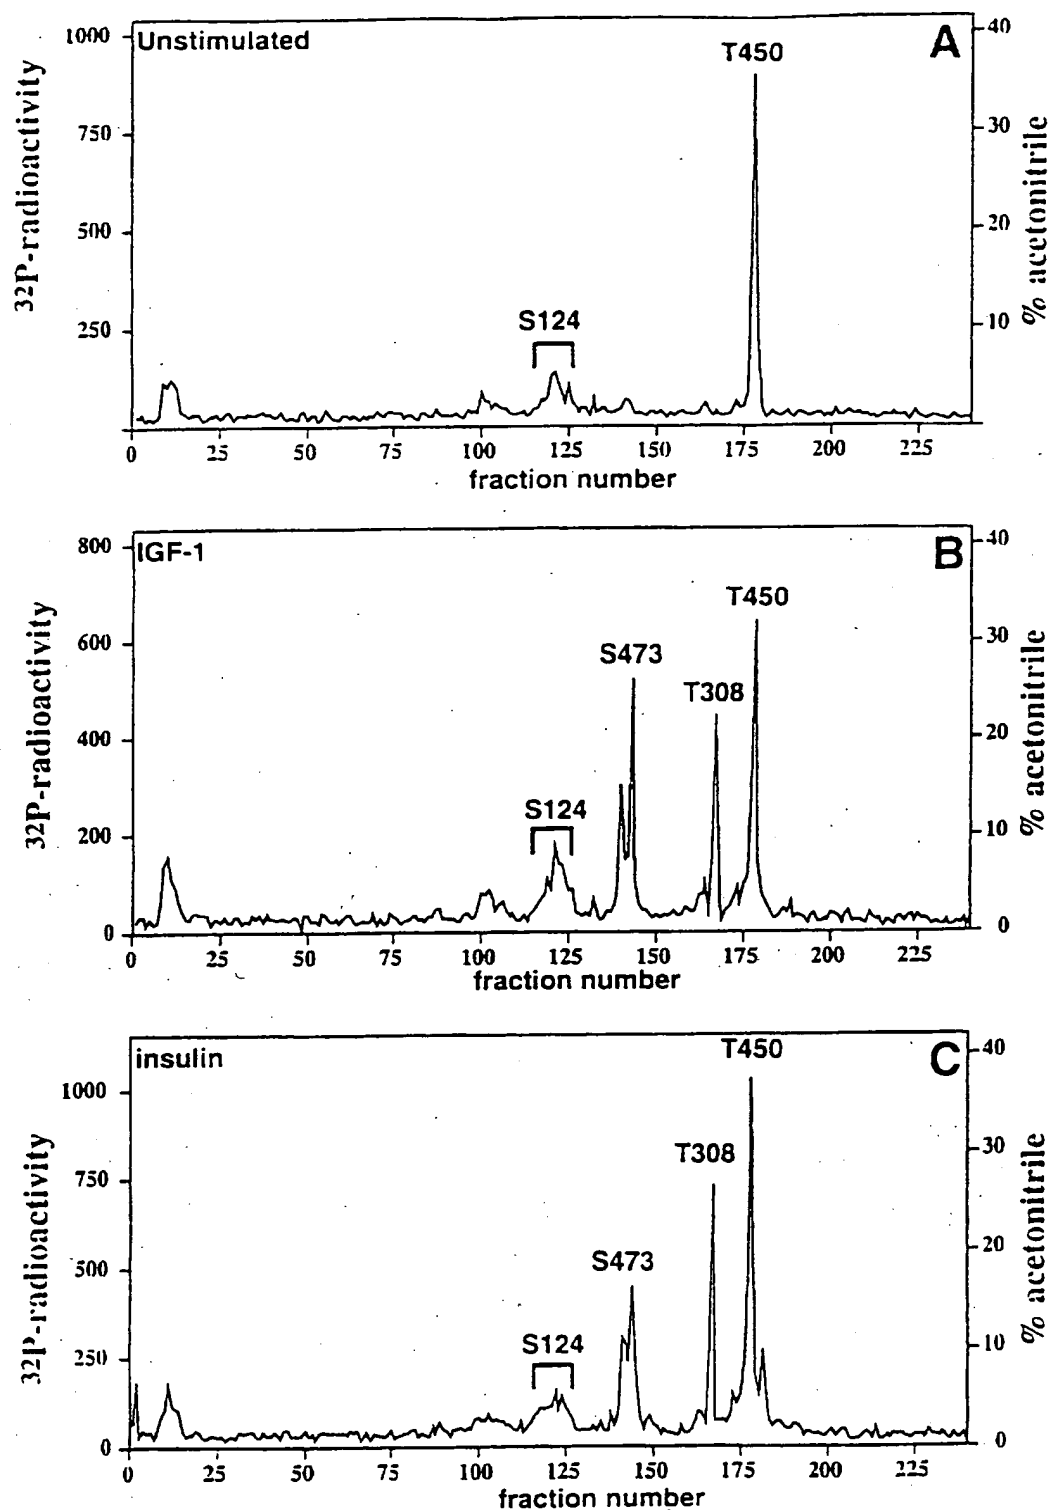 Unstimulated
A
T450
S124
1000
750
500
250
40
30
20
10
32P-radioactivity
% acetonitrile
0 25 50 75 100 125 150 175 200 225
fraction number
IGF-1
B
T450
S473
T308
S124
800
600
400
200
0
40
30
20
10
0
32P-radioactivity
% acetonitrile
0 25 50 75 100 125 150 175 200 225
fraction number
insulin
C
T450
T308
S473
S124
1000
750
500
250
0
40
30
20
10
0
32P-radioactivity
% acetonitrile
0 25 50 75 100 125 150 175 200 225
fraction number